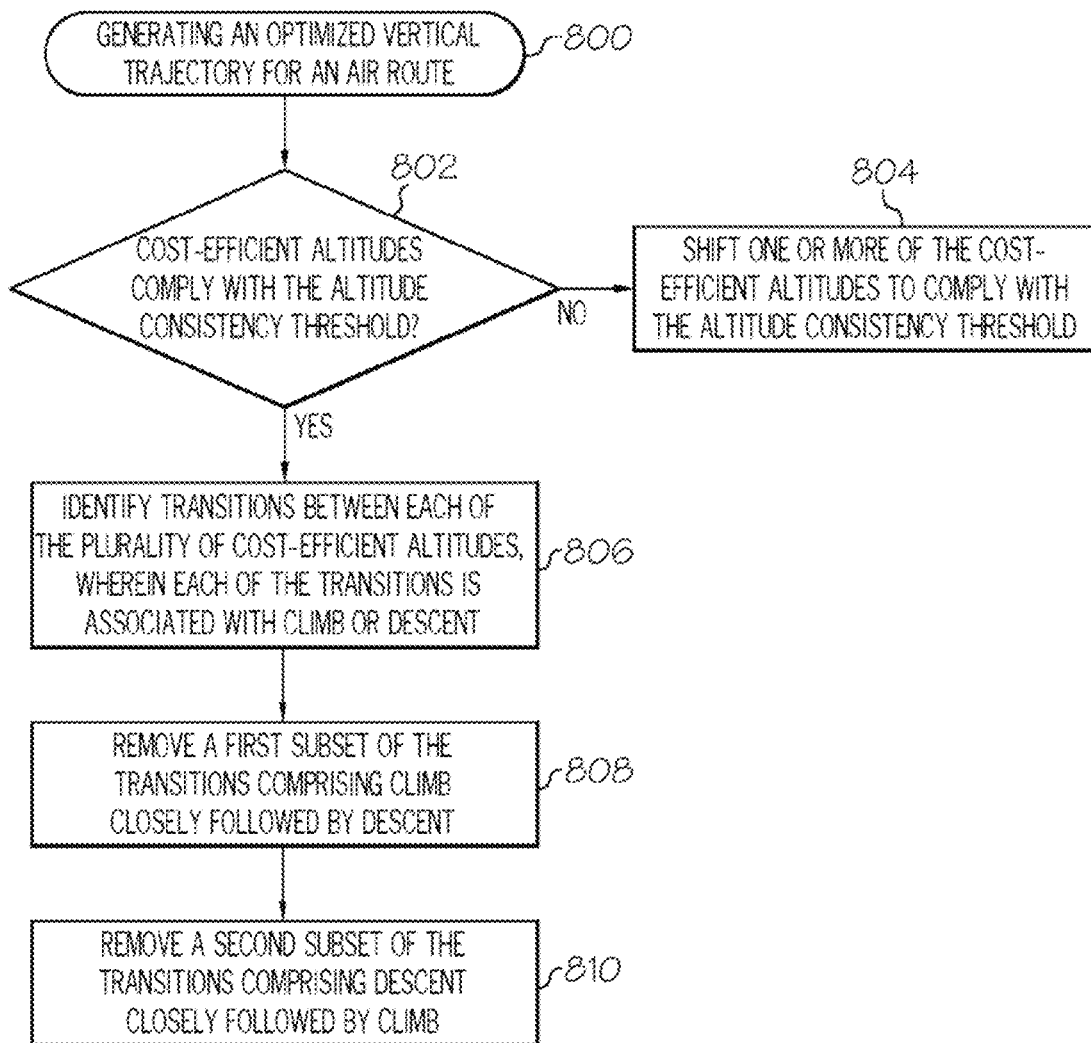 GENERATING AN OPTIMIZED VERTICAL
TRAJECTORY FOR AN AIR ROUTE
800
802
COST-EFFICIENT ALTITUDES
COMPLY WITH THE ALTITUDE
CONSISTENCY THRESHOLD?
NO
804
SHIFT ONE OR MORE OF THE COST-
EFFICIENT ALTITUDES TO COMPLY WITH
THE ALTITUDE CONSISTENCY THRESHOLD
YES
IDENTIFY TRANSITIONS BETWEEN EACH OF
THE PLURALITY OF COST-EFFICIENT ALTITUDES,
WHEREIN EACH OF THE TRANSITIONS IS
ASSOCIATED WITH CLIMB OR DESCENT
806
REMOVE A FIRST SUBSET OF THE
TRANSITIONS COMPRISING CLIMB
CLOSELY FOLLOWED BY DESCENT
808
REMOVE A SECOND SUBSET OF THE
TRANSITIONS COMPRISING DESCENT
CLOSELY FOLLOWED BY CLIMB
810